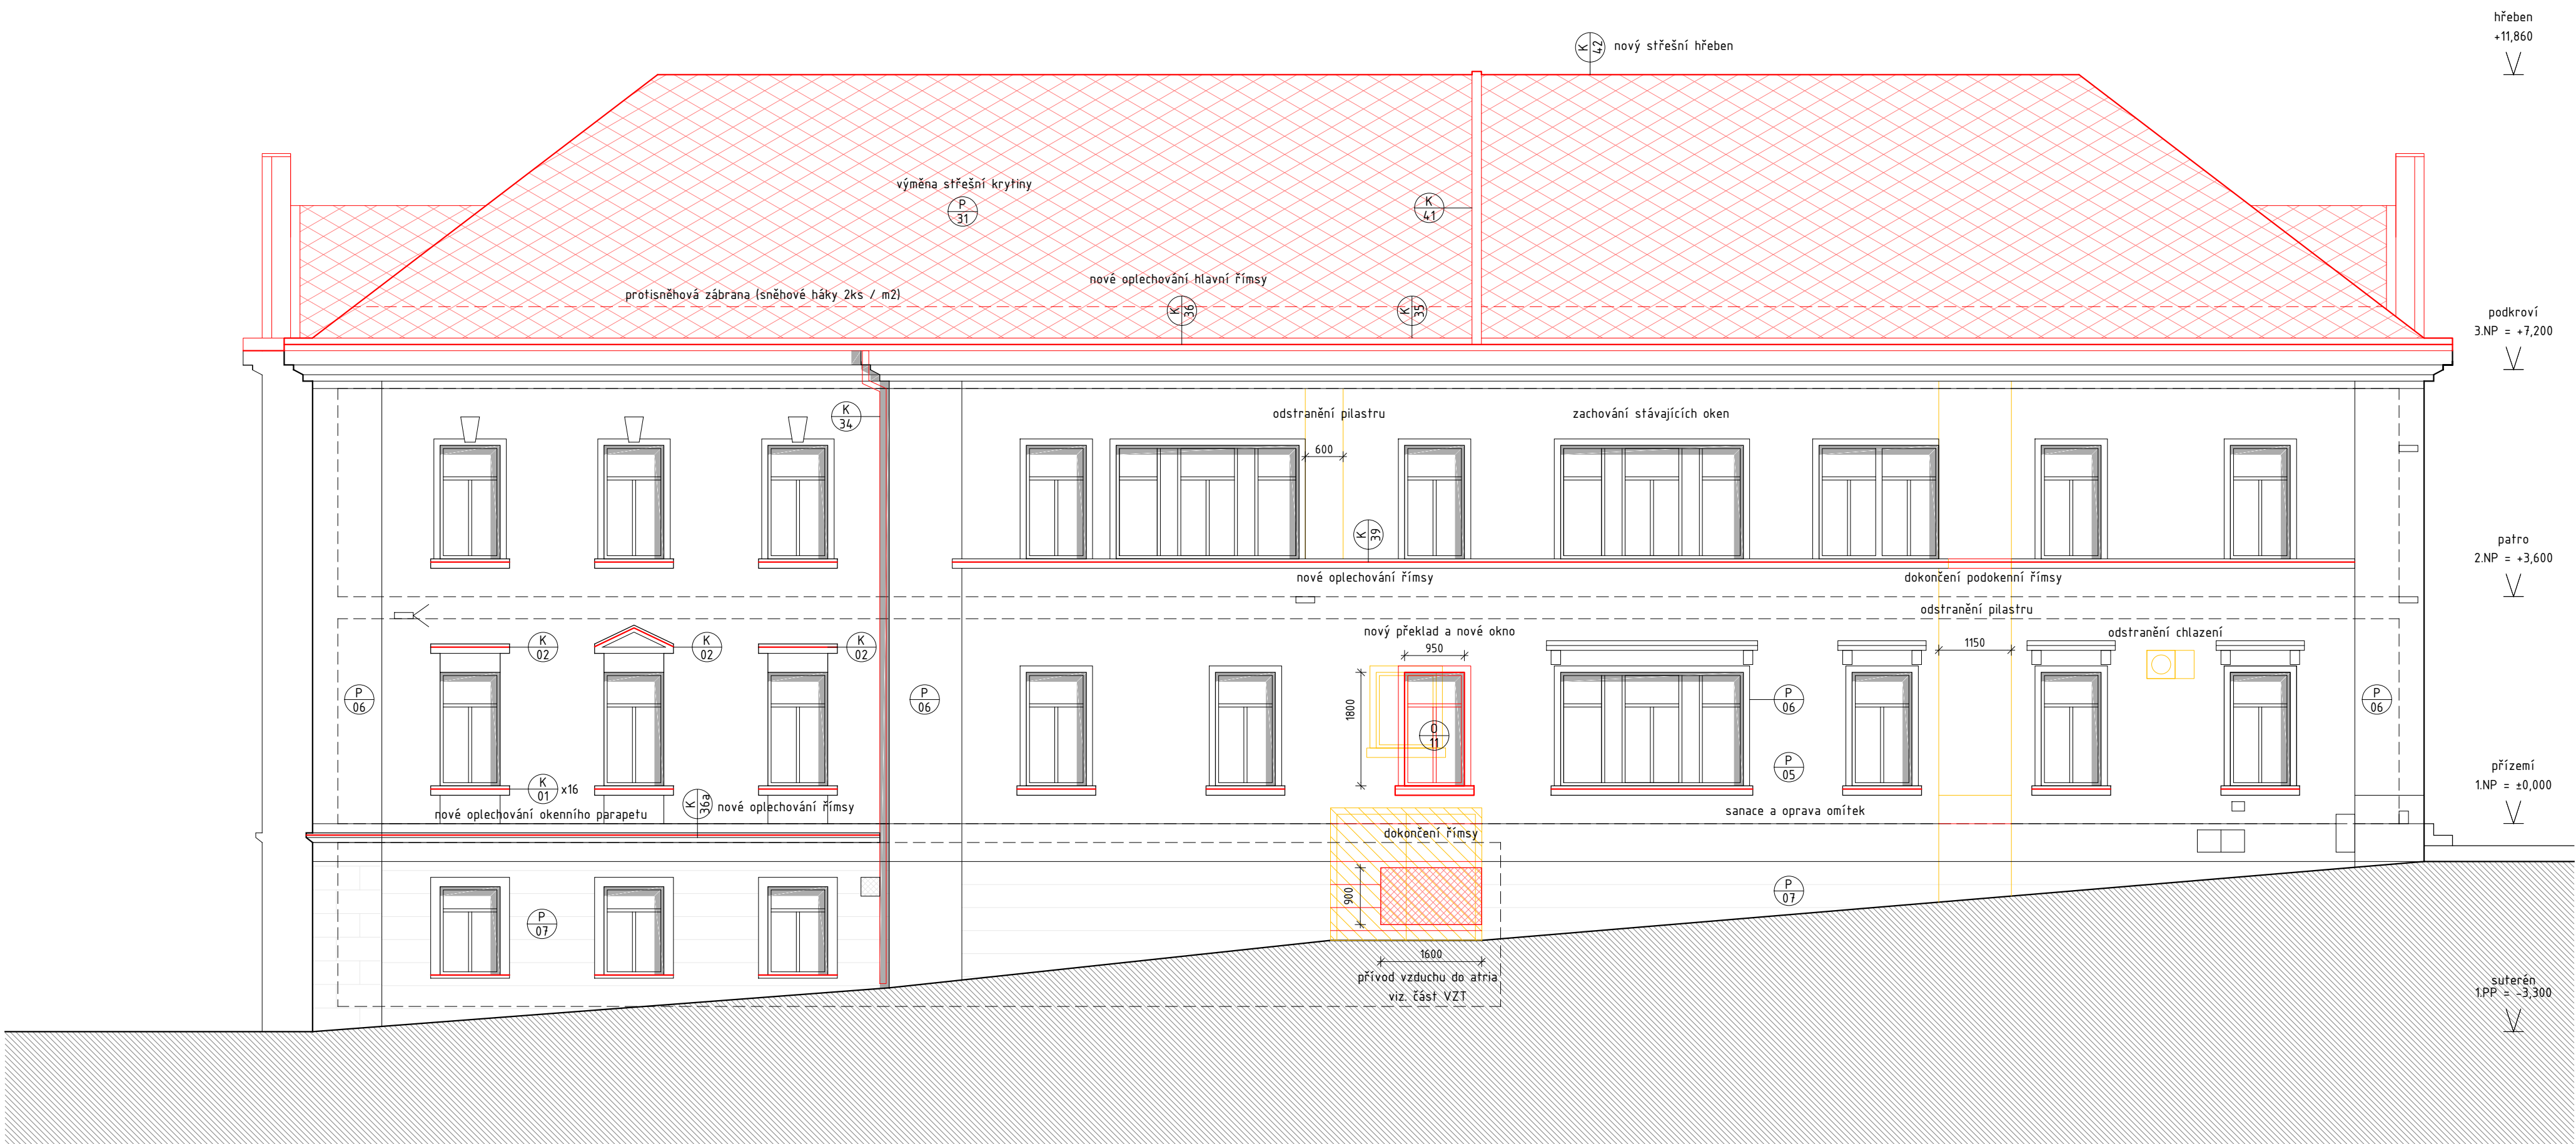 hřeben
+11,860
K
42
nový střešní hřeben
výměna střešní krytiny
P
31
K
41
nové oplechování hlavní římsy
protisněhová zábrana (sněhové háky 2ks / m2)
K
36
K
35
podkroví
3.NP = +7,200
K
34
odstranění pilastru
zachování stávajících oken
600
K
39
nové oplechování římsy
dokončení podokenní římsy
patro
2.NP = +3,600
odstranění pilastru
nový překlad a nové okno
odstranění chlazení
950
1150
K
02
K
02
K
02
P
06
P
06
1800
O
11
P
06
P
06
P
05
přízemí
1.NP = ±0,000
K
01
x16
K
36a
nové oplechování římsy
nové oplechování okenního parapetu
sanace a oprava omítek
dokončení římsy
900
P
07
P
07
1600
přívod vzduchu do atria
viz. část VZT
suterén
1.PP = -3,300